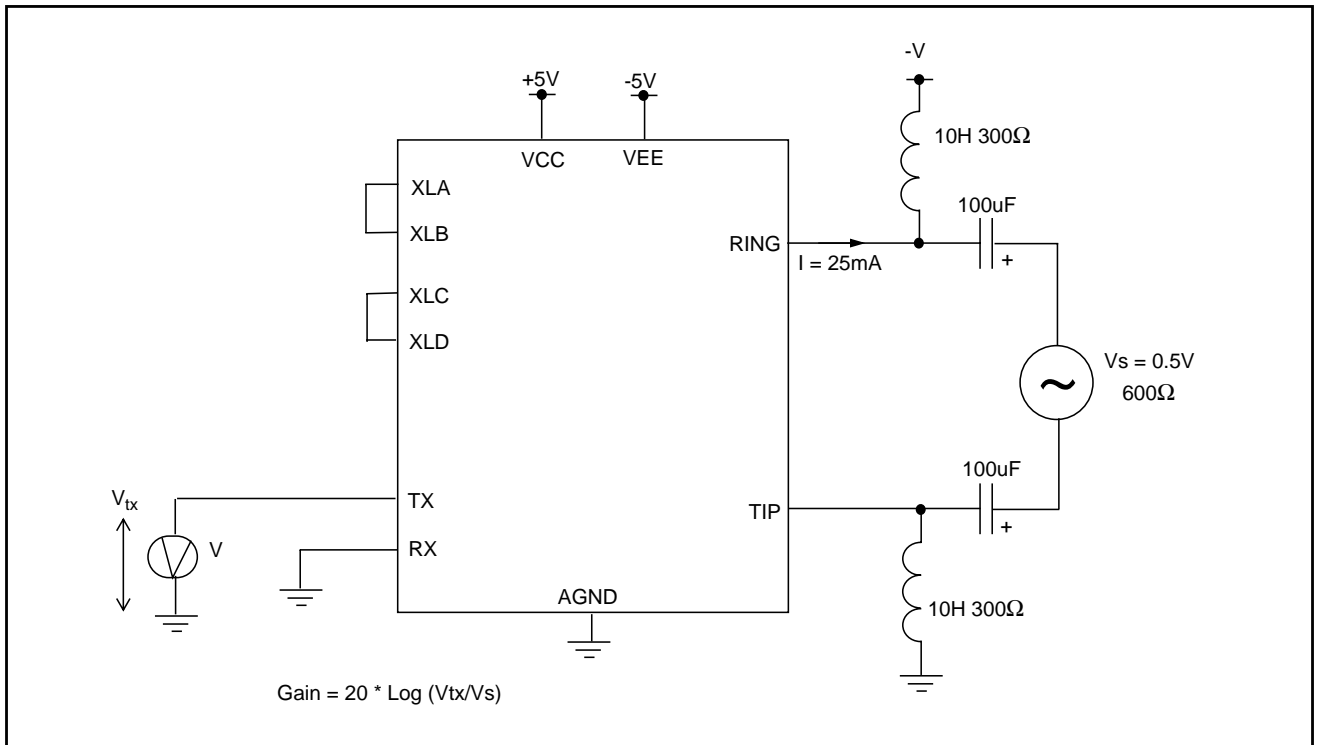 -V
+5V
-5V
10H 300Ω
VCC
VEE
XLA
XLB
100uF
RING
+
I = 25mA
XLC
XLD
Vs = 0.5V
600Ω
100uF
Vtx
TX
TIP
+
V
RX
AGND
10H 300Ω
Gain = 20 * Log (Vtx/Vs)